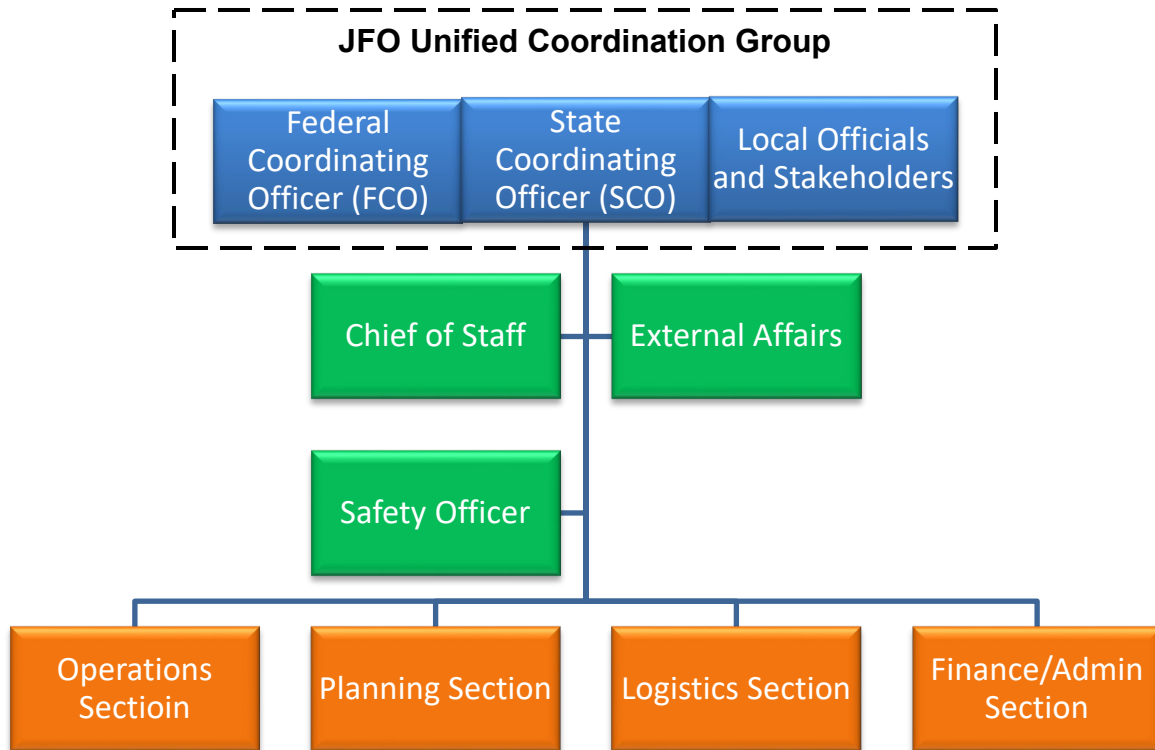 JFO Unified Coordination Group
Federal
Coordinating
Officer (FCO)
State
Coordinating
Officer (SCO)
Local Officials
and Stakeholders
Chief of Staff
External Affairs
Safety Officer
Operations
Sectioin
Planning Section
Logistics Section
Finance/Admin
Section